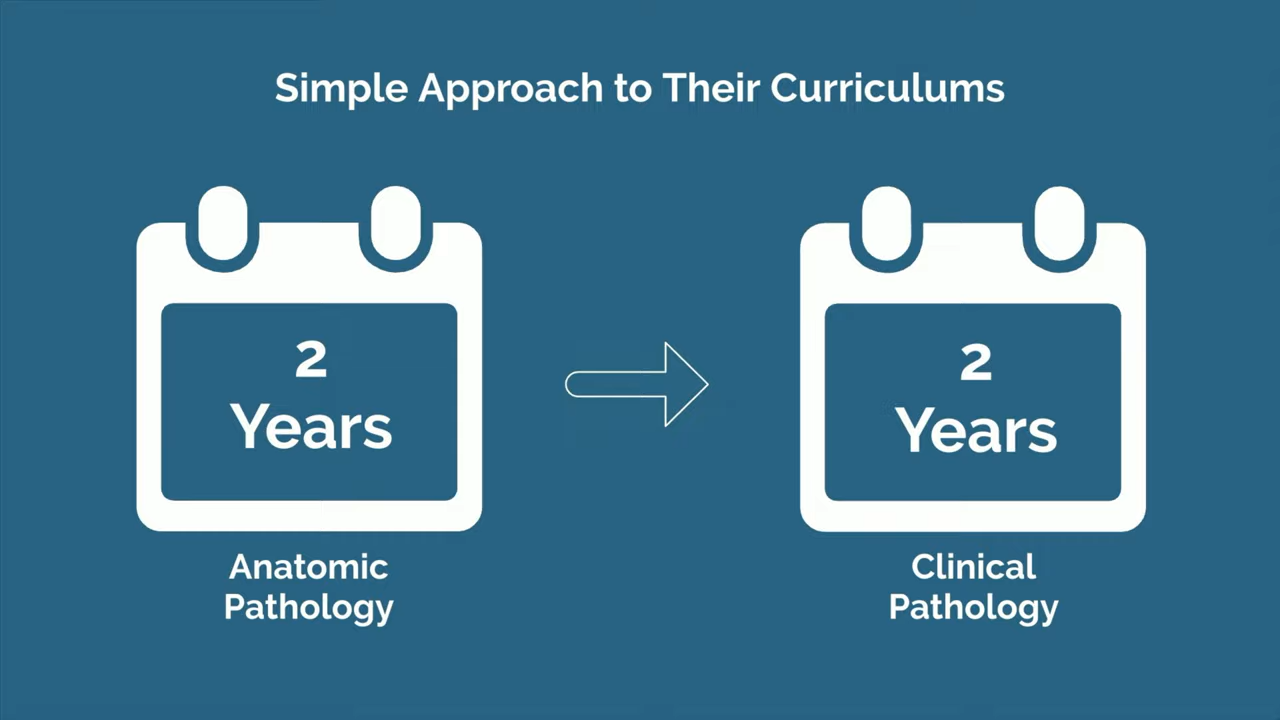 Simple Approach to Their Curriculums
2
Years
Anatomic
Pathology
2
Years
Clinical
Pathology